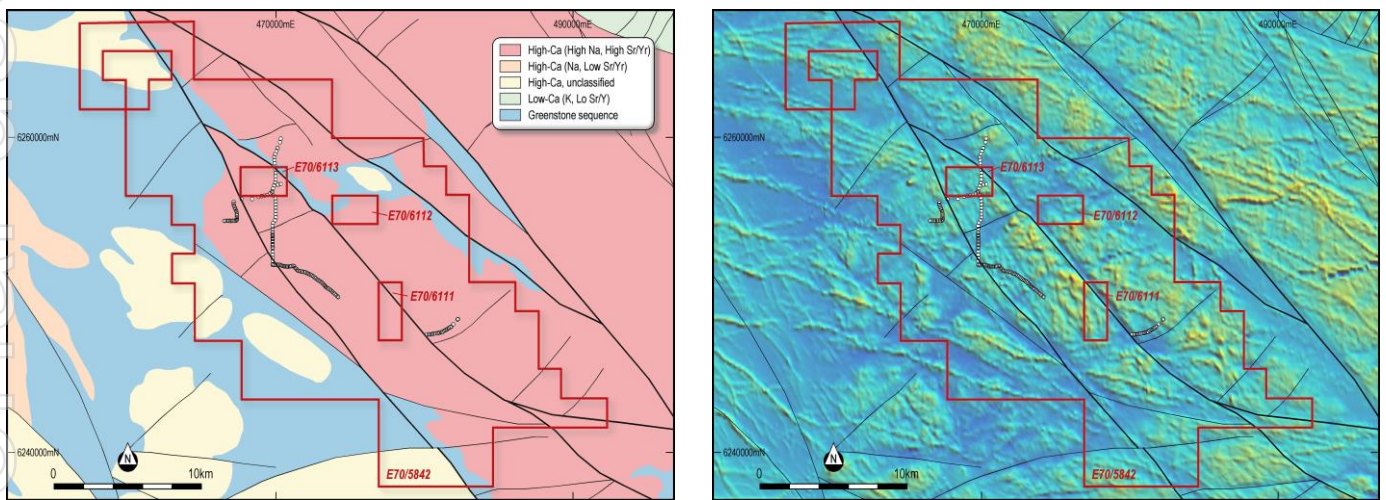 470000mE
490000mE
High-Ca (High Na, High Sr/Yr)
High-Ca (Na, Low Sr/Yr)
High-Ca, unclassified
Low-Ca (K, Lo Sr/Y)
Greenstone sequence
6260000mN
E70/6113
E70/6112
E70/6111
6240000mN
N
0 10km
E70/5842
470000mE
490000mE
6260000mN
E70/6113
E70/6112
E70/6111
6240000mN
N
0 10km
E70/5842